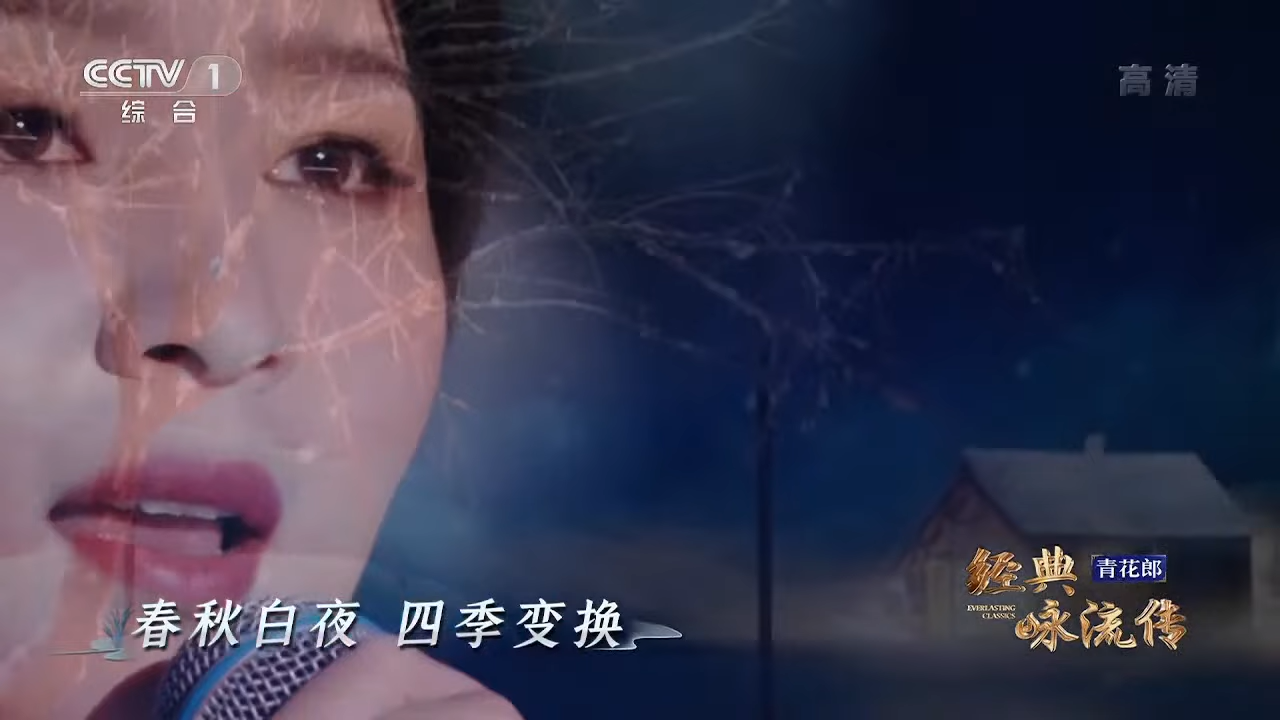 CCTV 1
综合
高清
经典
青花郎
EVERLASTING
CLASSICS
咏流传
春秋白夜 四季变换